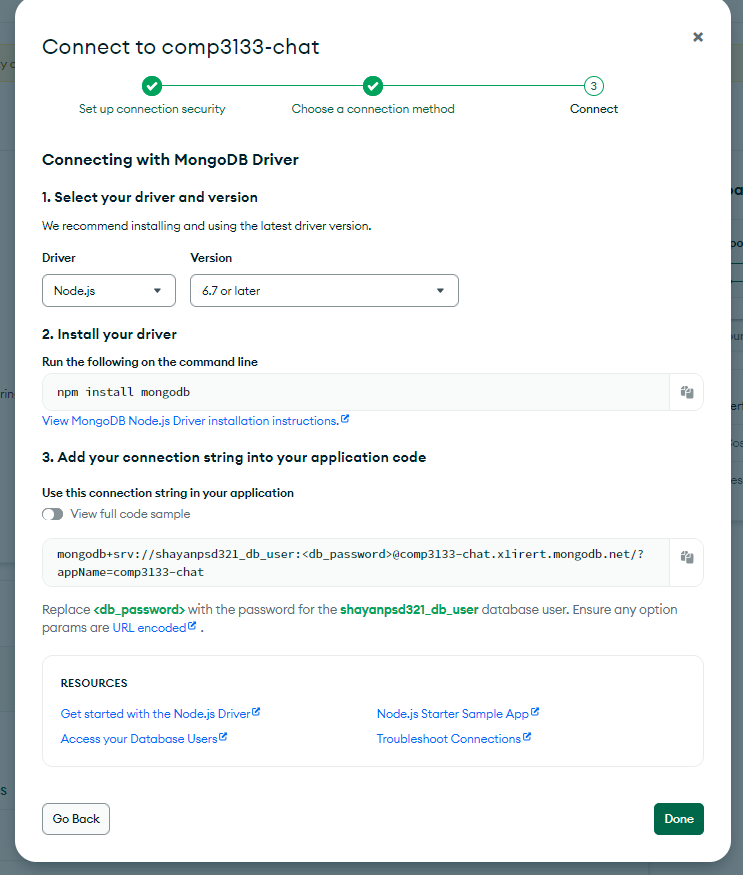 Connect to comp3133-chat
3
Set up connection security
Choose a connection method
Connect
Connecting with MongoDB Driver
1. Select your driver and version
We recommend installing and using the latest driver version.
Driver
Version
Node.js
6.7 or later
2. Install your driver
Run the following on the command line
npm install mongodb
View MongoDB Node.js Driver installation instructions.
3. Add your connection string into your application code
Use this connection string in your application
View full code sample
mongodb+srv://shayanpsd321_db_user:<db_password>@comp3133-chat.xlirert.mongodb.net/?
appName=comp3133-chat
Replace <db_password> with the password for the shayanpsd321_db_user database user. Ensure any option
params are URL encoded .
RESOURCES
Get started with the Node.js Driver
Node.js Starter Sample App
Access your Database Users
Troubleshoot Connections
Go Back
Done